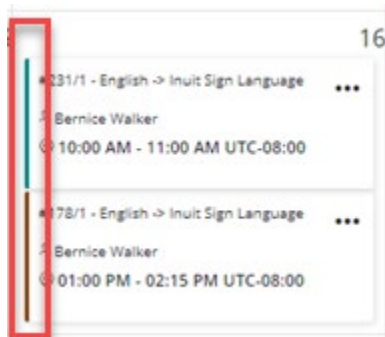 16
#231/1 - English -> Inuit Sign Language
Bernice Walker
10:00 AM - 11:00 AM UTC-08:00
#178/1 - English -> Inuit Sign Language
Bernice Walker
01:00 PM - 02:15 PM UTC-08:00